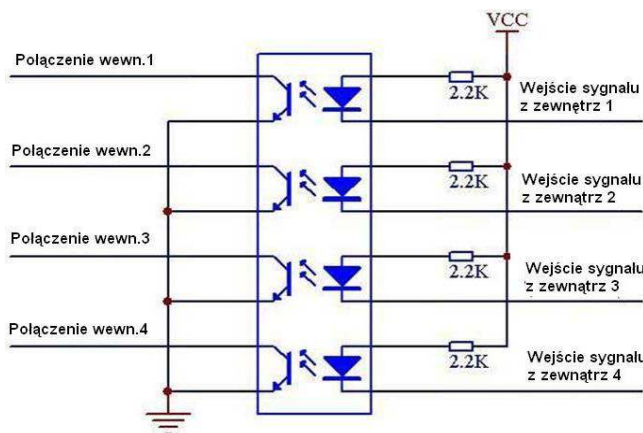 VCC
Połączenie wewn.1
2.2K
Wejście sygnału
z zewnętrz 1
Połączenie wewn.2
2.2K
Wejście sygnału
z zewnątrz 2
Połączenie wewn.3
2.2K
Wejście sygnału
z zewnątrz 3
Połączenie wewn.4
2.2K
Wejście sygnału
z zewnątrz 4